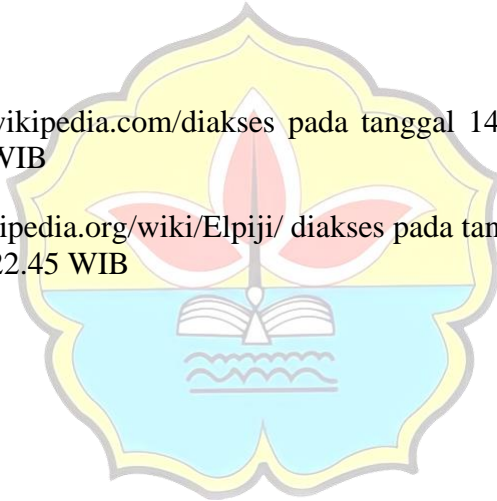 wikipedia.com/diakses pada tanggal 14
WIB
ipedia.org/wiki/Elpiji/ diakses pada tan
22.45 WIB